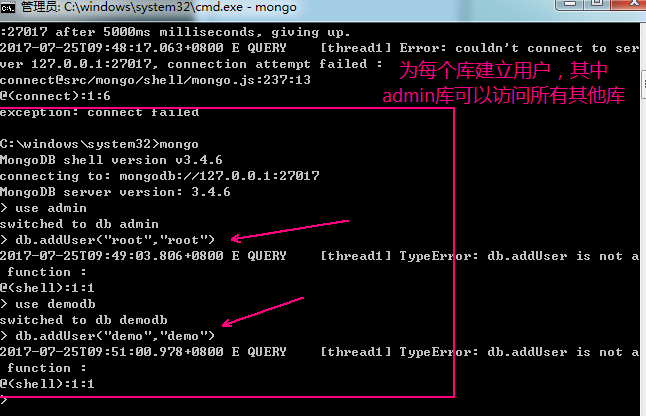 管理员: C:\windows\system32\cmd.exe - mongo
:27017 after 5000ms milliseconds, giving up.
2017-07-25T09:48:17.063+0800 E QUERY    [thread1] Error: couldn't connect to ser
ver 127.0.0.1:27017, connection attempt failed :
connect@src/mongo/shell/mongo.js:237:13
@(connect):1:6
exception: connect failed
为每个库建立用户，其中
admin库可以访问所有其他库
C:\windows\system32>mongo
MongoDB shell version v3.4.6
connecting to: mongodb://127.0.0.1:27017
MongoDB server version: 3.4.6
> use admin
switched to db admin
> db.addUser("root","root")
2017-07-25T09:49:03.806+0800 E QUERY    [thread1] TypeError: db.addUser is not a
 function :
@(shell):1:1
> use demodb
switched to db demodb
> db.addUser("demo","demo")
2017-07-25T09:51:00.978+0800 E QUERY    [thread1] TypeError: db.addUser is not a
 function :
@(shell):1:1
>